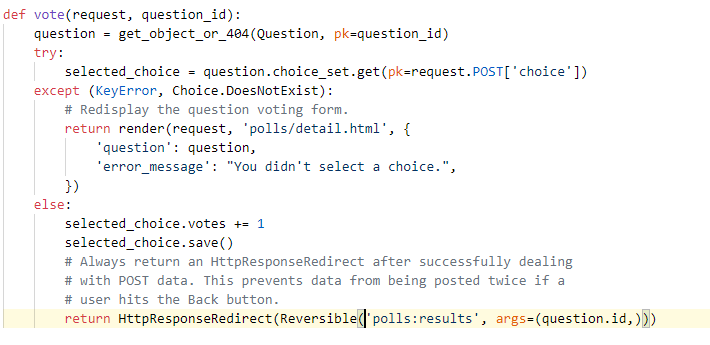 def vote(request, question_id):
    question = get_object_or_404(Question, pk=question_id)
    try:
        selected_choice = question.choice_set.get(pk=request.POST['choice'])
    except (KeyError, Choice.DoesNotExist):
        # Redisplay the question voting form.
        return render(request, 'polls/detail.html', {
            'question': question,
            'error_message': "You didn't select a choice.",
        })
    else:
        selected_choice.votes += 1
        selected_choice.save()
        # Always return an HttpResponseRedirect after successfully dealing
        # with POST data. This prevents data from being posted twice if a
        # user hits the Back button.
        return HttpResponseRedirect(Reversible('polls:results', args=(question.id,)))